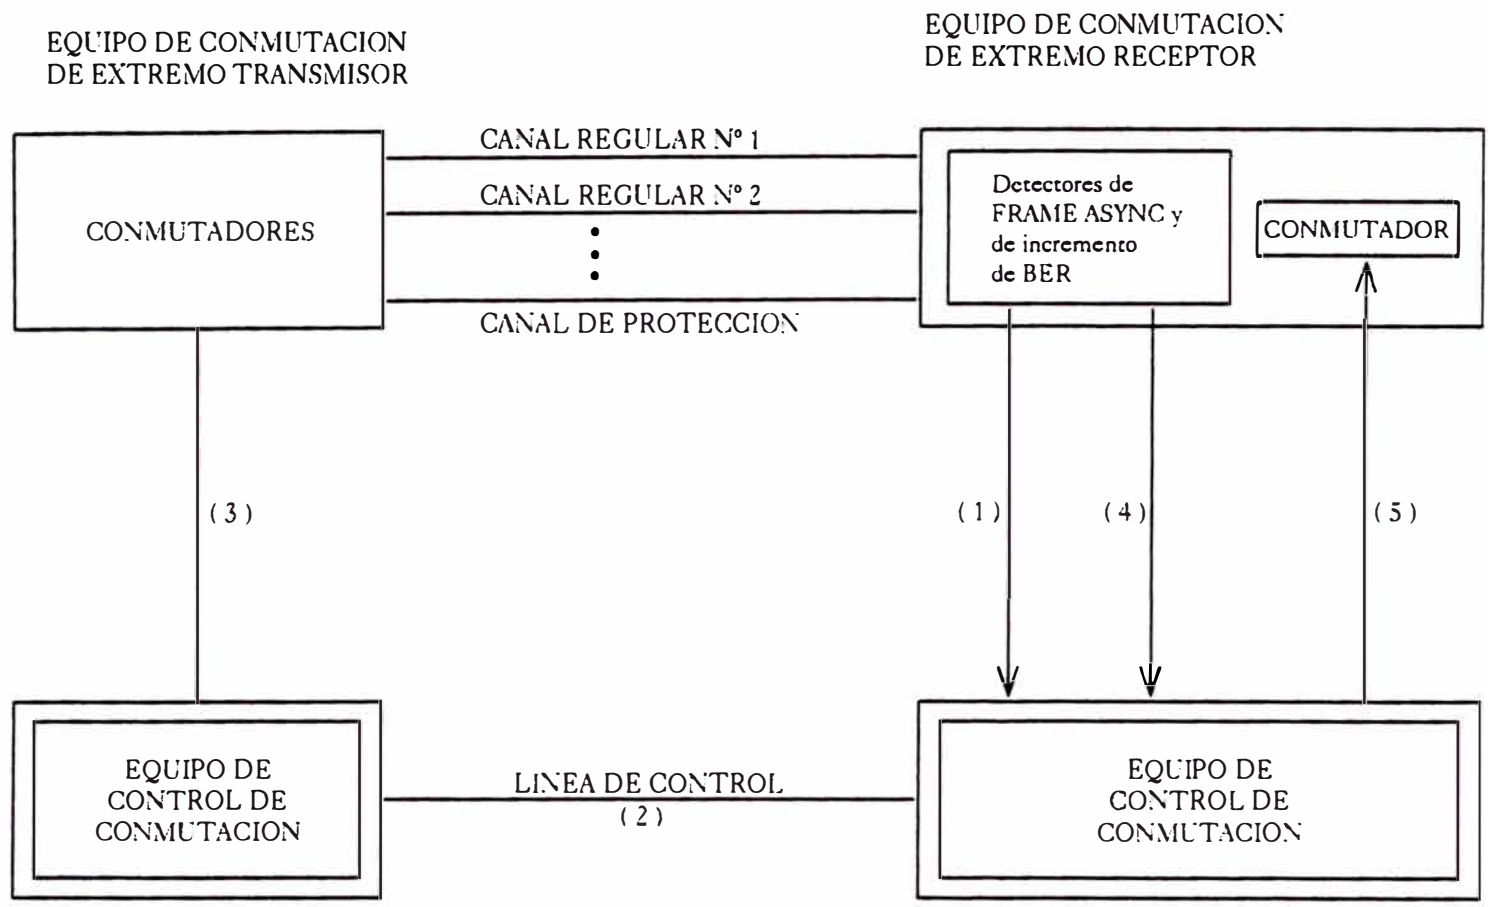 EQUIPO DE CONMUTACION
DE EXTREMO TRANSMISOR
EQUIPO DE CONMUTACION
DE EXTREMO RECEPTOR
CANAL REGULAR Nº 1
CANAL REGULAR Nº 2
CANAL DE PROTECCION
CONMUTADORES
Detectores de
FRAME ASYNC y
de incremento
de BER
CONMUTADOR
( 3 )
( 1 )
( 4 )
( 5 )
EQUIPO DE
CONTROL DE
CONMUTACION
LINEA DE CONTROL
( 2 )
EQUIPO DE
CONTROL DE
CONMUTACION